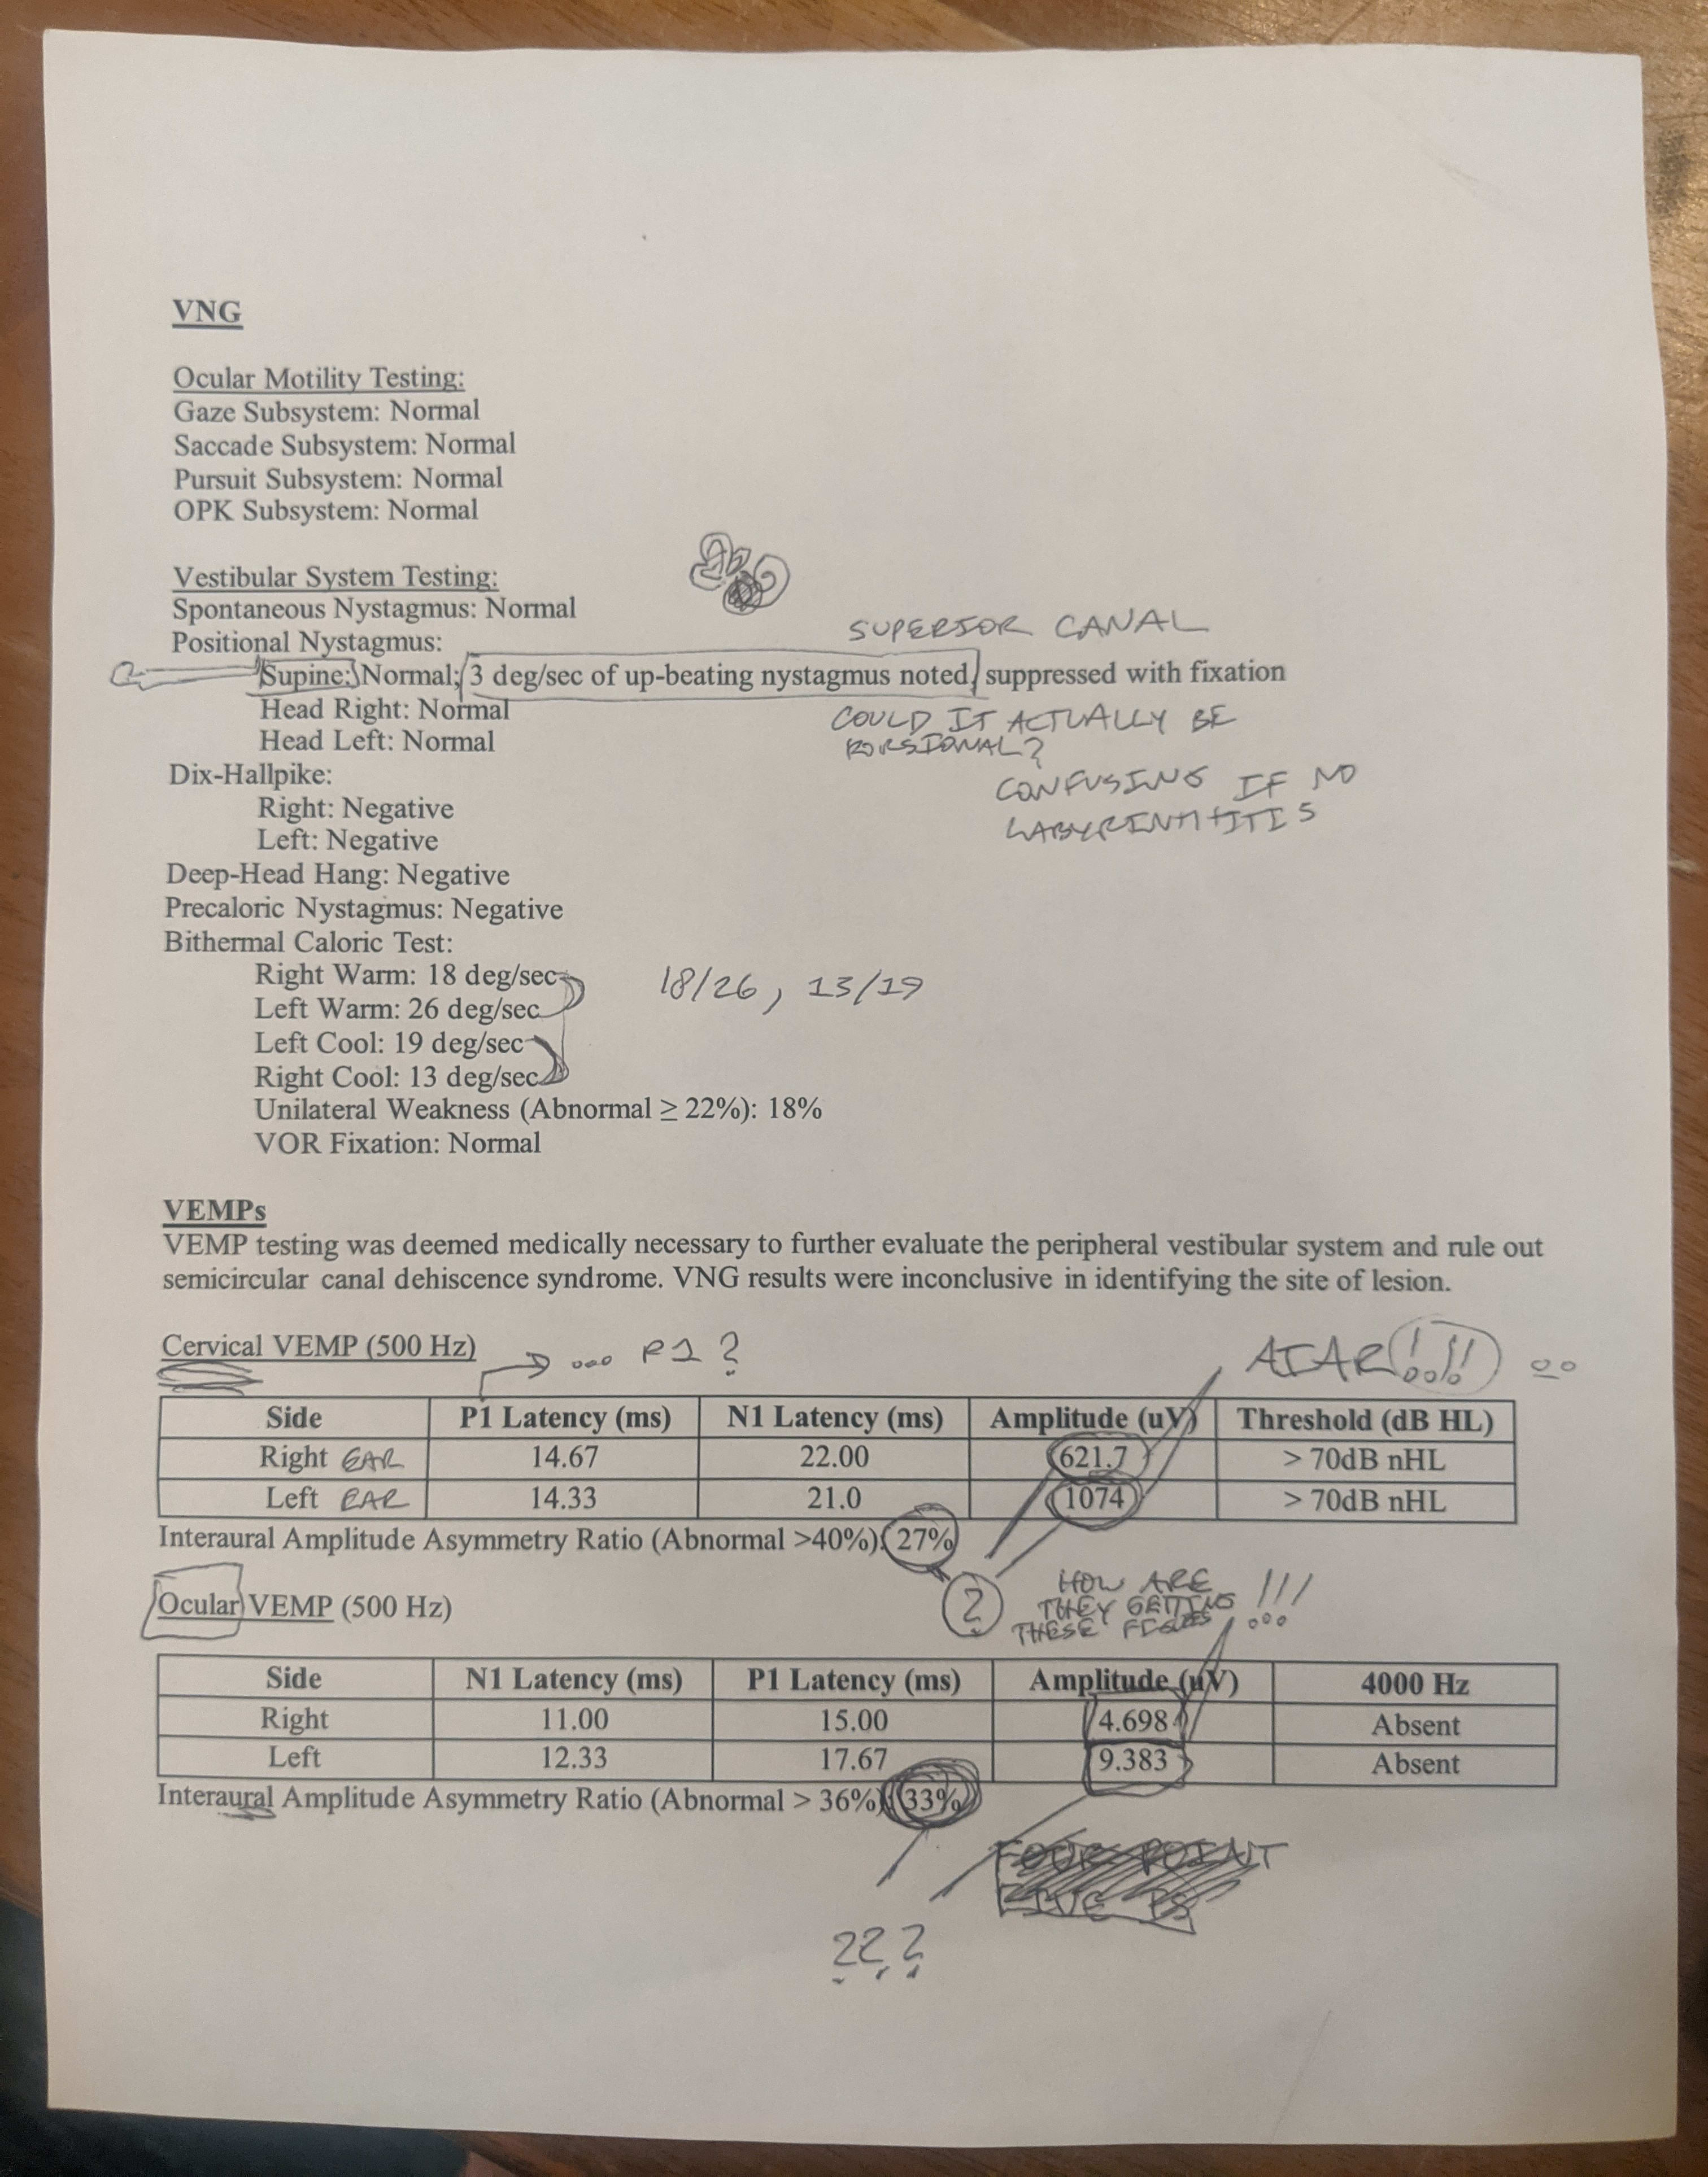 VNG
Ocular Motility Testing:
Gaze Subsystem: Normal
Saccade Subsystem: Normal
Pursuit Subsystem: Normal
OPK Subsystem: Normal
Vestibular System Testing:
Spontaneous Nystagmus: Normal
SUPERIOR CANAL
Positional Nystagmus:
Supine: Normal; 3 deg/sec of up-beating nystagmus noted, suppressed with fixation
Head Right: Normal
COULD IT ACTUALLY BE
Head Left: Normal
CONFUSING IF NO
LABYRINTHITIS
Dix-Hallpike:
Right: Negative
Left: Negative
Deep-Head Hang: Negative
Precaloric Nystagmus: Negative
Bithermal Caloric Test:
Right Warm: 18 deg/sec
18/26, 13/19
Left Warm: 26 deg/sec
Left Cool: 19 deg/sec
Right Cool: 13 deg/sec
Unilateral Weakness (Abnormal ≥ 22%): 18%
VOR Fixation: Normal
VEMPs
VEMP testing was deemed medically necessary to further evaluate the peripheral vestibular system and rule out
semicircular canal dehiscence syndrome. VNG results were inconclusive in identifying the site of lesion.
Cervical VEMP (500 Hz)
... P1?
Side P1 Latency (ms) N1 Latency (ms) Amplitude (uV) Threshold (dB HL)
Right EAR 14.67 22.00 621.7 > 70dB nHL
Left EAR 14.33 21.0 1074 > 70dB nHL
Interaural Amplitude Asymmetry Ratio (Abnormal >40%): 27%
?
HOW ARE
THEY GETTING
THESE !!!
Ocular VEMP (500 Hz)
Side N1 Latency (ms) P1 Latency (ms) Amplitude (uV) 4000 Hz
Right 11.00 15.00 4.698 Absent
Left 12.33 17.67 9.383 Absent
Interaural Amplitude Asymmetry Ratio (Abnormal > 36%): 33%
???